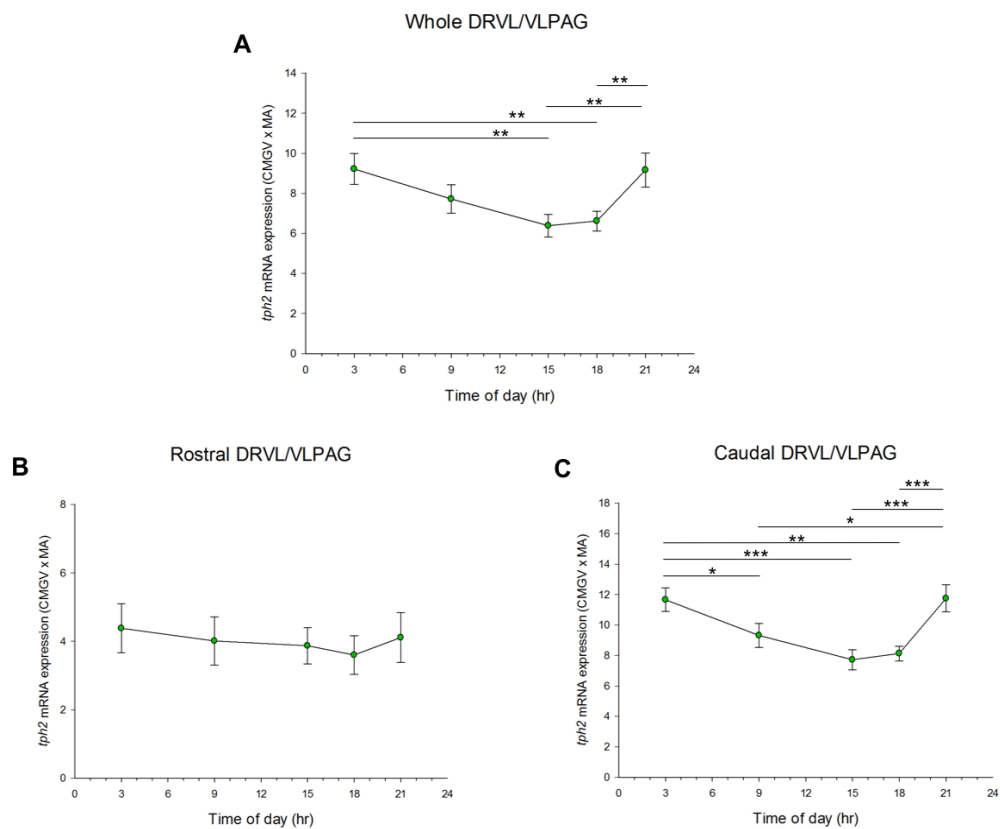 Whole DRVL/VLPAG
A
tph2 mRNA expression (CMGV x MA)
14
12
10
8
6
4
2
0
**
**
**
**
0 3 6 9 12 15 18 21 24
Time of day (hr)
B
Rostral DRVL/VLPAG
tph2 mRNA expression (CMGV x MA)
8
6
4
2
0
0 3 6 9 12 15 18 21 24
Time of day (hr)
C
Caudal DRVL/VLPAG
tph2 mRNA expression (CMGV x MA)
18
16
14
12
10
8
6
4
2
0
***
***
*
**
***
*
0 3 6 9 12 15 18 21 24
Time of day (hr)